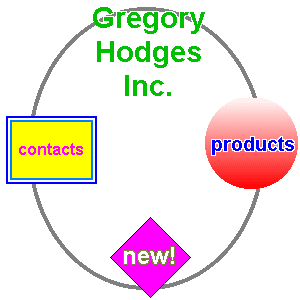 Gregory
Hodges
Inc.
contacts
products
new!